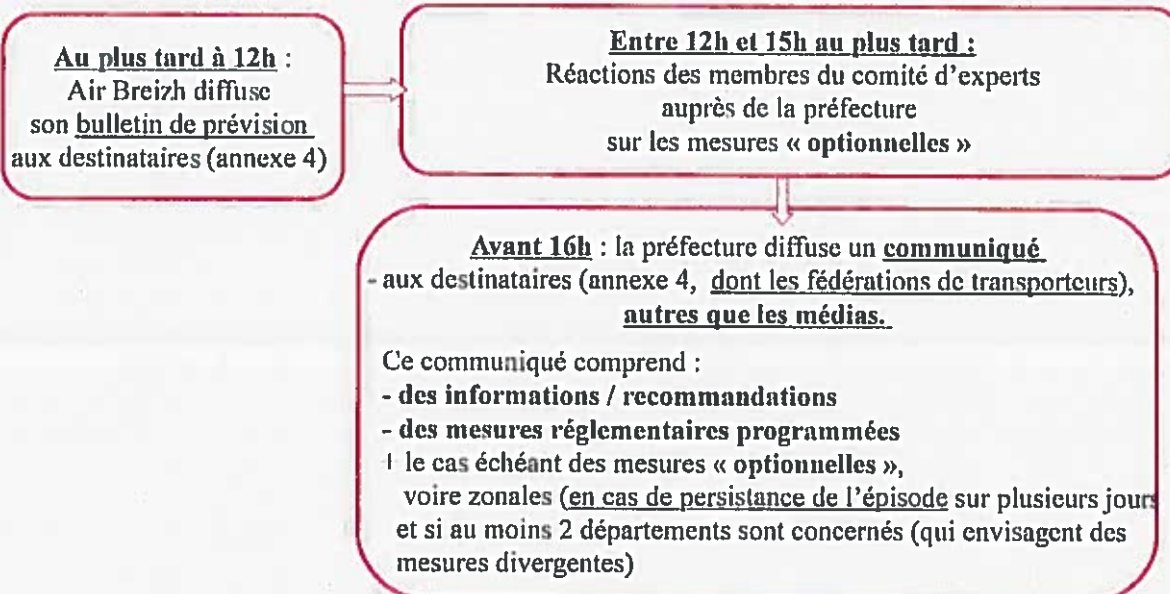 Au plus tard à 12h :
Air Breizh diffuse
son bulletin de prévision
aux destinataires (annexe 4)
Entre 12h et 15h au plus tard :
Réactions des membres du comité d'experts
auprès de la préfecture
sur les mesures « optionnelles »
Avant 16h : la préfecture diffuse un communiqué
- aux destinataires (annexe 4, dont les fédérations de transporteurs),
autres que les médias.
Ce communiqué comprend :
- des informations / recommandations
- des mesures réglementaires programmées
+ le cas échéant des mesures « optionnelles »,
voire zonales (en cas de persistance de l'épisode sur plusieurs jours
et si au moins 2 départements sont concernés (qui envisagent des
mesures divergentes)